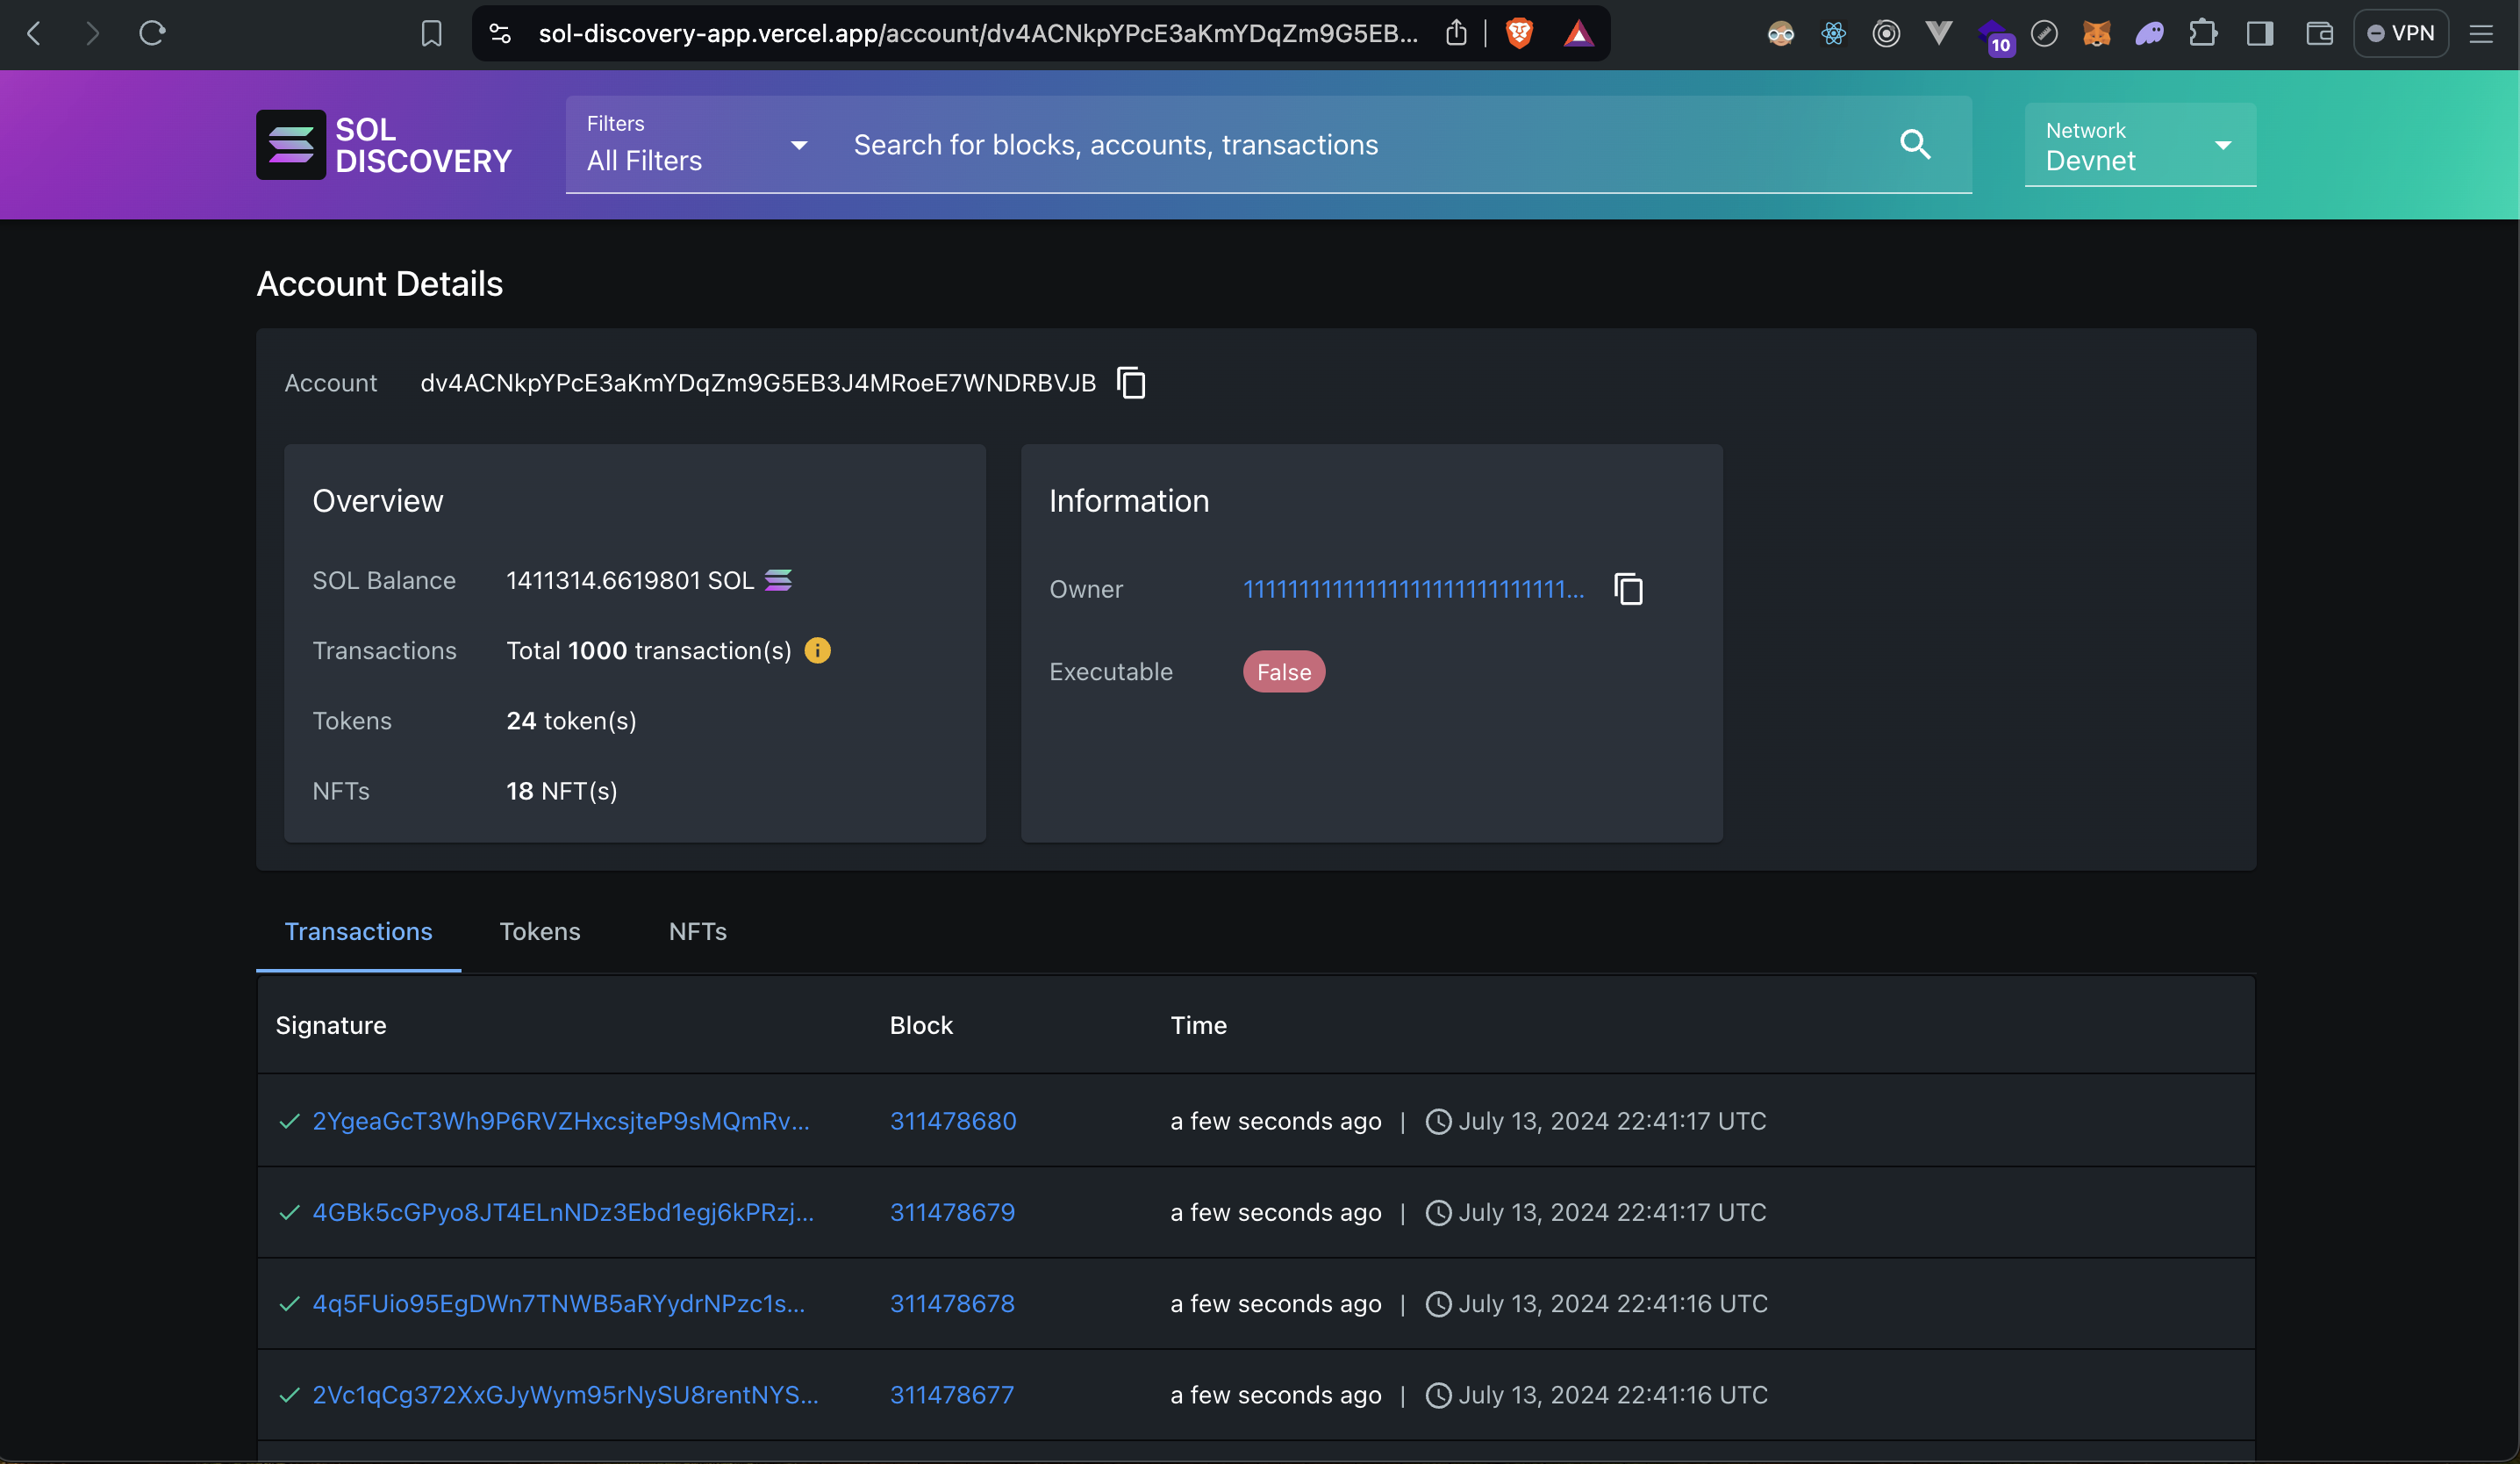 sol-discovery-app.vercel.app/account/dv4ACNkpYPcE3aKmYDqZm9G5EB...
10
VPN
SOL
DISCOVERY
Filters
All Filters
Search for blocks, accounts, transactions
Network
Devnet
Account Details
Account dv4ACNkpYPcE3aKmYDqZm9G5EB3J4MRoeE7WNDRBVJB
Overview
SOL Balance 1411314.6619801 SOL
Transactions Total 1000 transaction(s)
Tokens 24 token(s)
NFTs 18 NFT(s)
Information
Owner 11111111111111111111111111111...
Executable False
Transactions Tokens NFTs
Signature Block Time
2YgeaGcT3Wh9P6RVZHxcsjteP9sMQmRv... 311478680 a few seconds ago | July 13, 2024 22:41:17 UTC
4GBk5cGPyo8JT4ELnNDz3Ebd1egj6kPRzj... 311478679 a few seconds ago | July 13, 2024 22:41:17 UTC
4q5FUio95EgDWn7TNWB5aRYydrNPzc1s... 311478678 a few seconds ago | July 13, 2024 22:41:16 UTC
2Vc1qCg372XxGJyWym95rNySU8rentNYS... 311478677 a few seconds ago | July 13, 2024 22:41:16 UTC